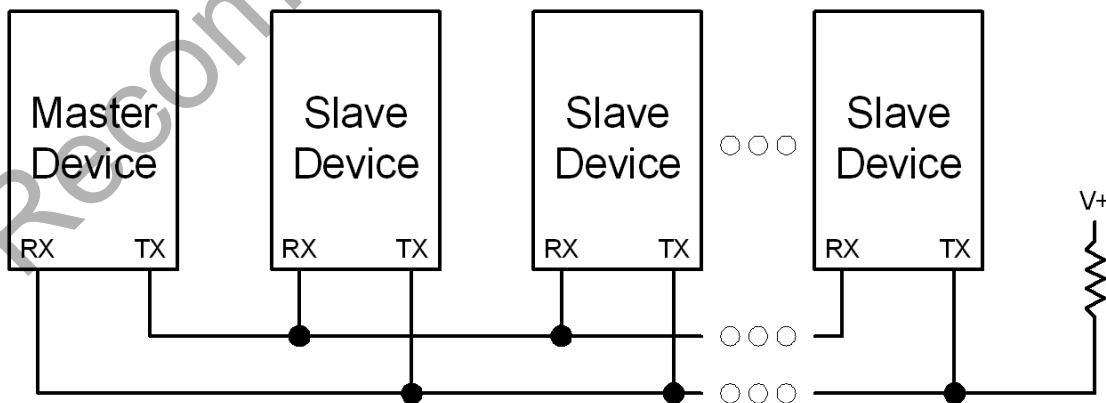 Master
Device
Slave
Device
Slave
Device
Slave
Device
V+
RX TX
RX TX
RX TX
RX TX